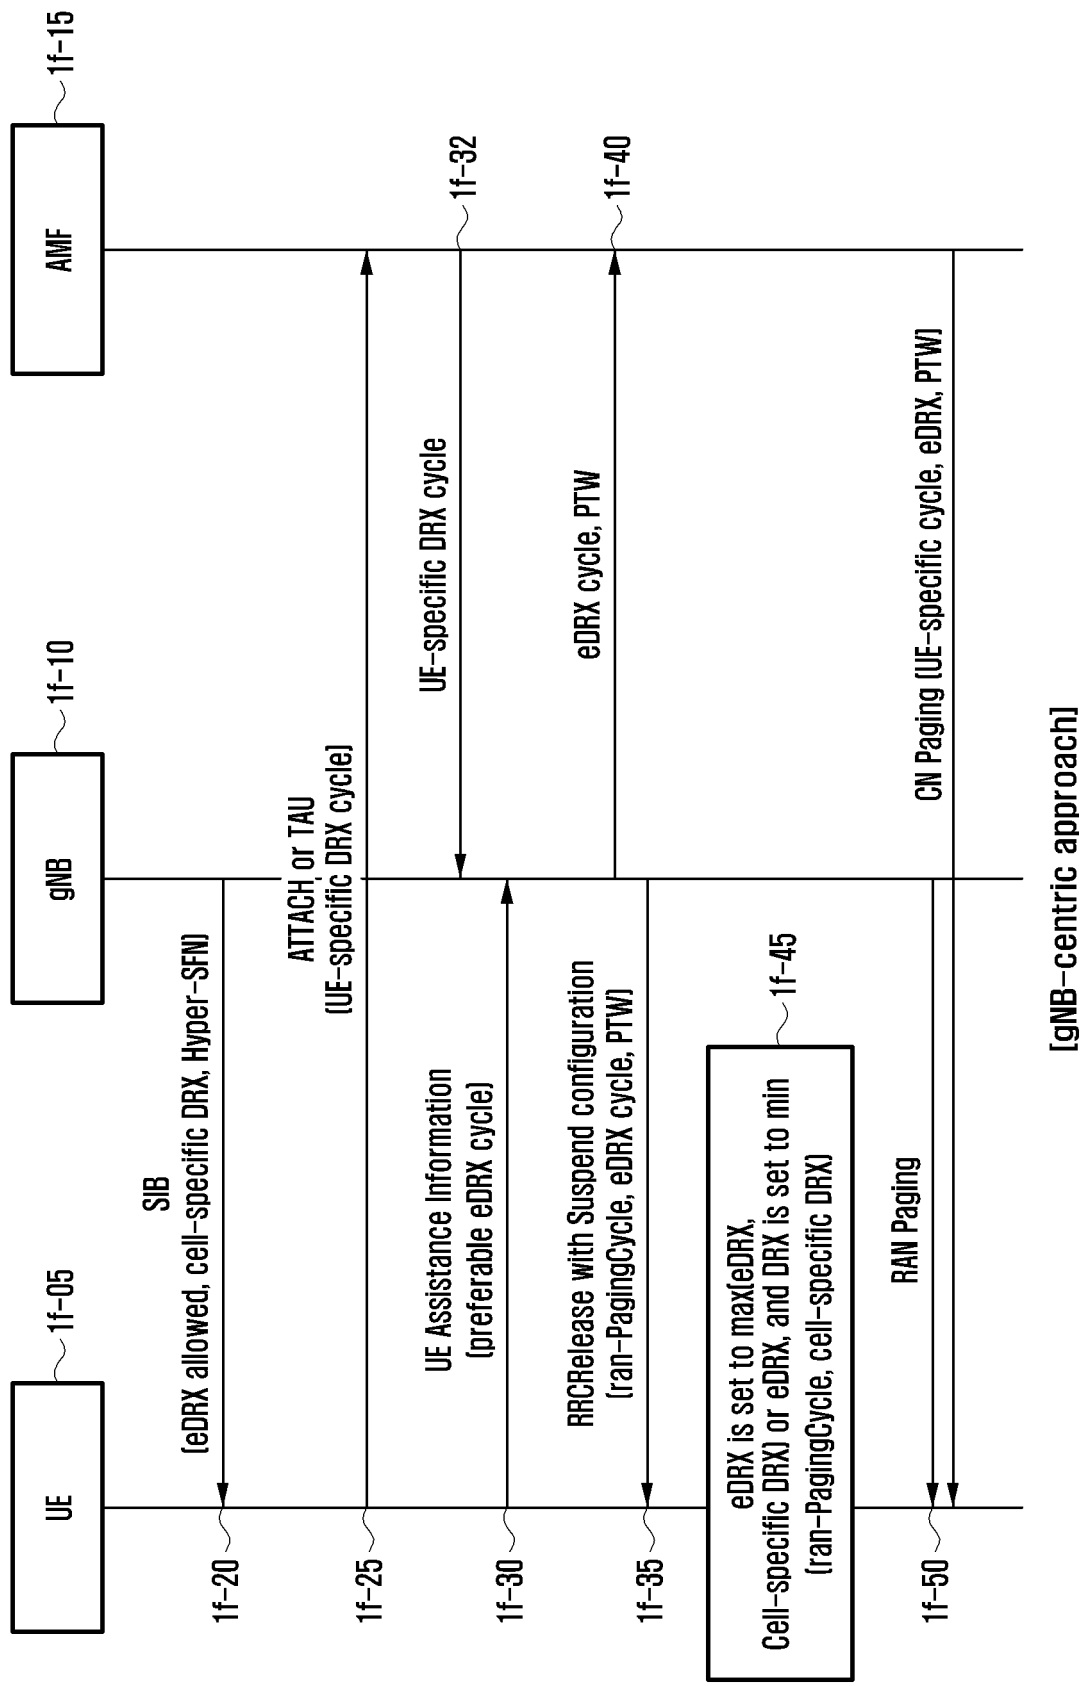 UE
1f-05
gNB
1f-10
AMF
1f-15
SIB
(eDRX allowed, cell-specific DRX, Hyper-SFN)
1f-20
ATTACH or TAU
(UE-specific DRX cycle)
1f-25
UE-specific DRX cycle
1f-32
UE Assistance Information
(preferable eDRX cycle)
1f-30
eDRX cycle, PTW
1f-40
RRCRelease with Suspend configuration
(ran-PagingCycle, eDRX cycle, PTW)
1f-35
eDRX is set to max(eDRX,
Cell-specific DRX) or eDRX, and DRX is set to min
(ran-PagingCycle, cell-specific DRX)
1f-45
RAN Paging
CN Paging (UE-specific cycle, eDRX, PTW)
1f-50
[gNB-centric approach]